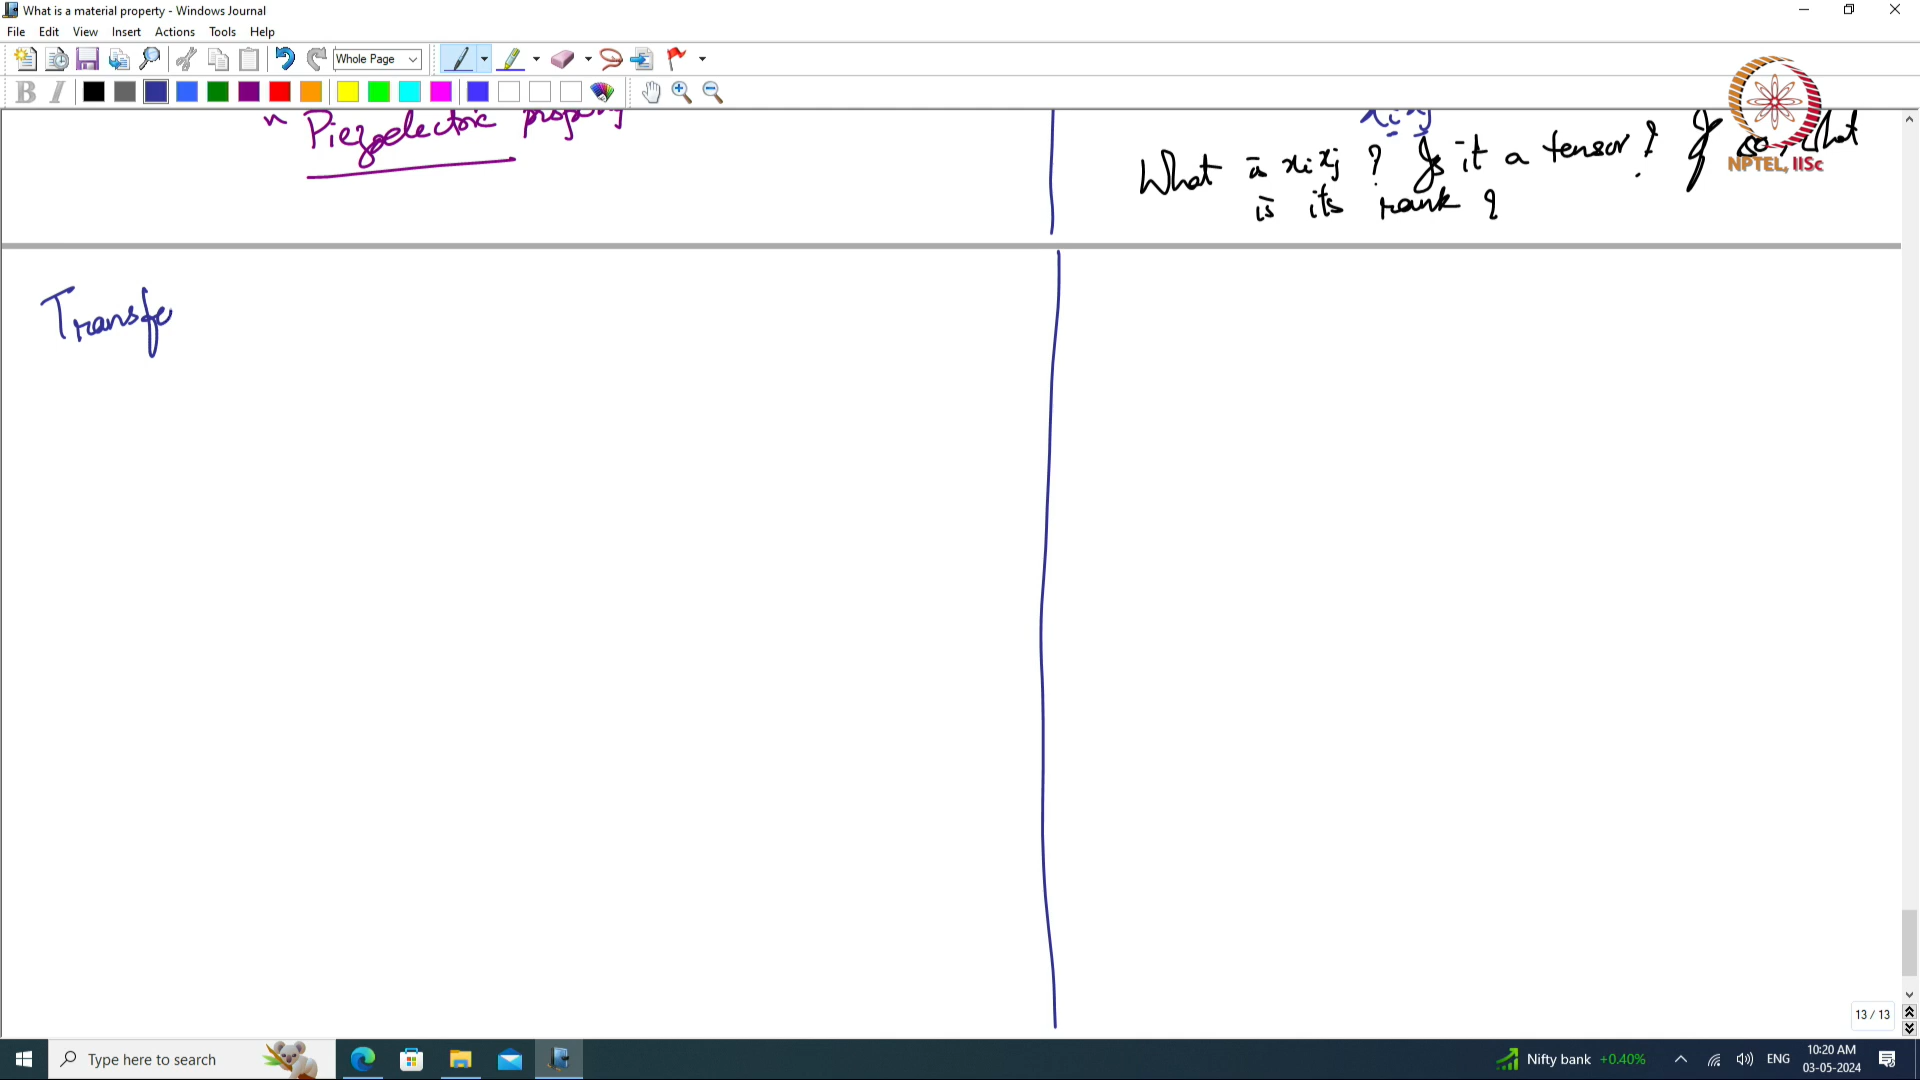 What is a material property - Windows Journal
File Edit View Insert Actions Tools Help
Whole Page
B I
" Piezoelectric property
xixj
What is xixj ? Is it a tensor ? If so, what
is its rank ?
NPTEL, IISc
Transfo
13 / 13
Type here to search
Nifty bank +0.40%
ENG
10:20 AM
03-05-2024